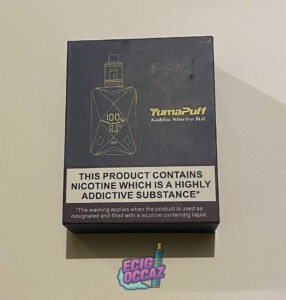 YumaPuff
Goblin Starter Kit
100
THIS PRODUCT CONTAINS
NICOTINE WHICH IS A HIGHLY
ADDICTIVE SUBSTANCE*
*The warning applies when the product is used as
designated and filled with a nicotine containing liquid.
ECIG
OCCAZ